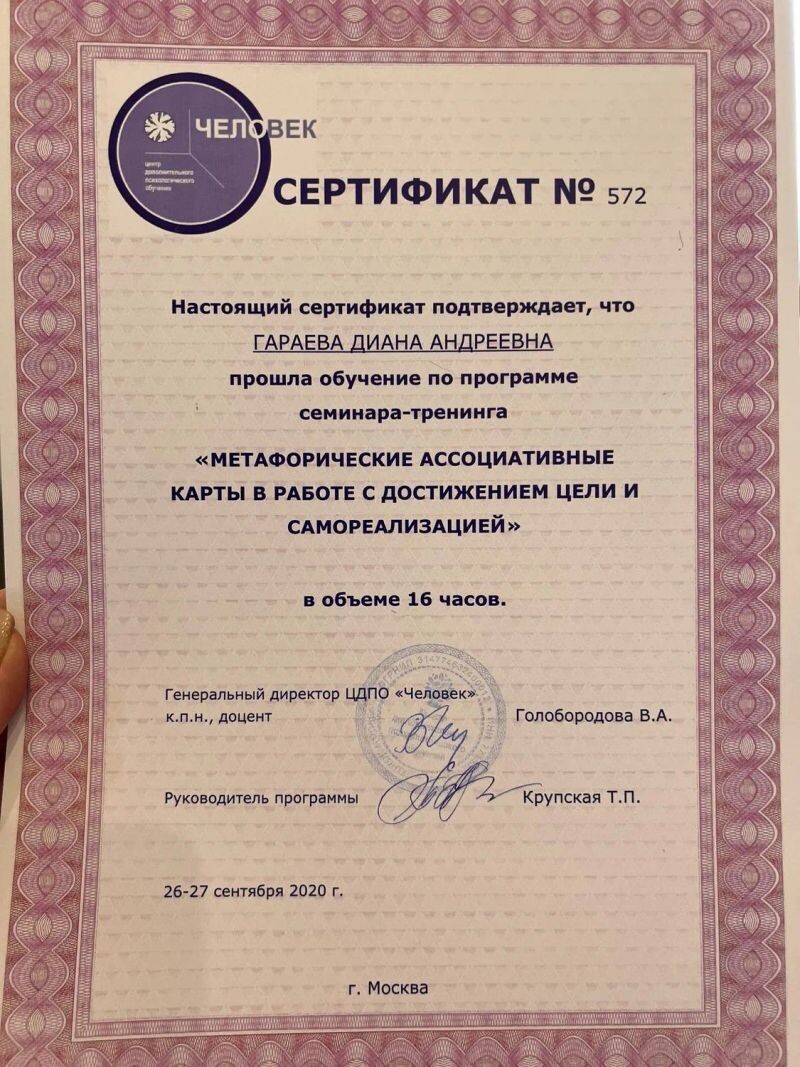 ЧЕЛОВЕК
центр
дополнительного
психологического
обучения
СЕРТИФИКАТ № 572
Настоящий сертификат подтверждает, что
ГАРАЕВА ДИАНА АНДРЕЕВНА
прошла обучение по программе
семинара-тренинга
«МЕТАФОРИЧЕСКИЕ АССОЦИАТИВНЫЕ
КАРТЫ В РАБОТЕ С ДОСТИЖЕНИЕМ ЦЕЛИ И
САМОРЕАЛИЗАЦИЕЙ»
в объеме 16 часов.
Генеральный директор ЦДПО «Человек»
к.п.н., доцент Голобородова В.А.
Руководитель программы Крупская Т.П.
26-27 сентября 2020 г.
г. Москва